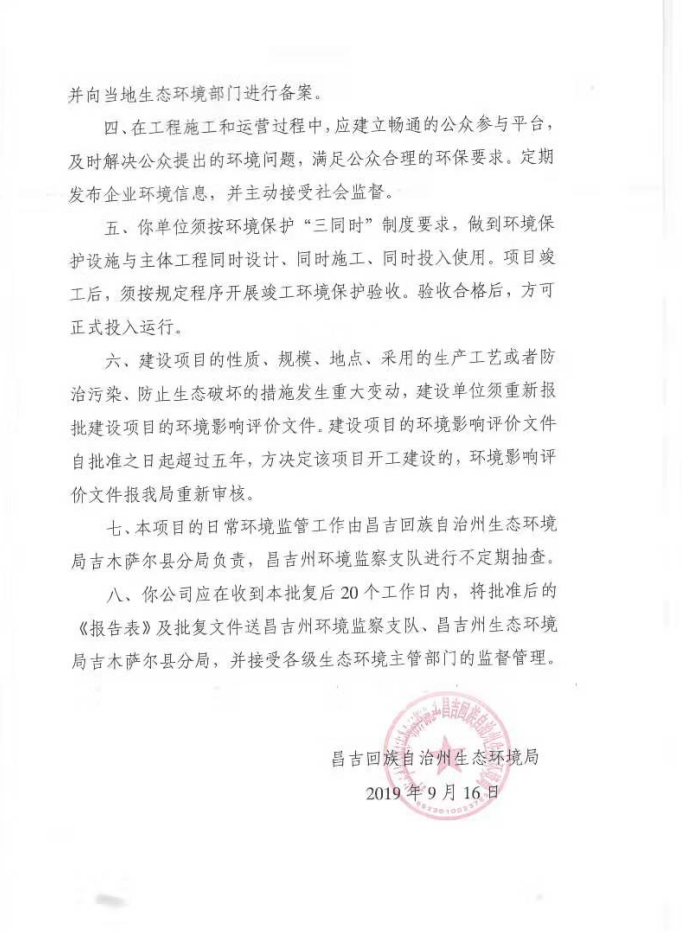 并向当地生态环境部门进行备案。
四、在工程施工和运营过程中,应建立畅通的公众参与平台,
及时解决公众提出的环境问题，满足公众合理的环保要求。定期
发布企业环境信息，并主动接受社会监督。
五、你单位须按环境保护“三同时”制度要求，做到环境保
护设施与主体工程同时设计、同时施工、同时投入使用。项目竣
工后，须按规定程序开展竣工环境保护验收。验收合格后，方可
正式投入运行。
六、建设项目的性质、规模、地点、采用的生产工艺或者防
治污染、防止生态破坏的措施发生重大变动，建设单位须重新报
批建设项目的环境影响评价文件。建设项目的环境影响评价文件
自批准之日起超过五年，方决定该项目开工建设的，环境影响评
价文件报我局重新审核。
七、本项目的日常环境监管工作由昌吉回族自治州生态环境
局吉木萨尔县分局负责，昌吉州环境监察支队进行不定期抽查。
八、你公司应在收到本批复后 20 个工作日内，将批准后的
《报告表》及批复文件送昌吉州环境监察支队、昌吉州生态环境
局吉木萨尔县分局，并接受各级生态环境主管部门的监督管理。
昌吉回族自治州生态环境局
2019 年 9 月 16 日